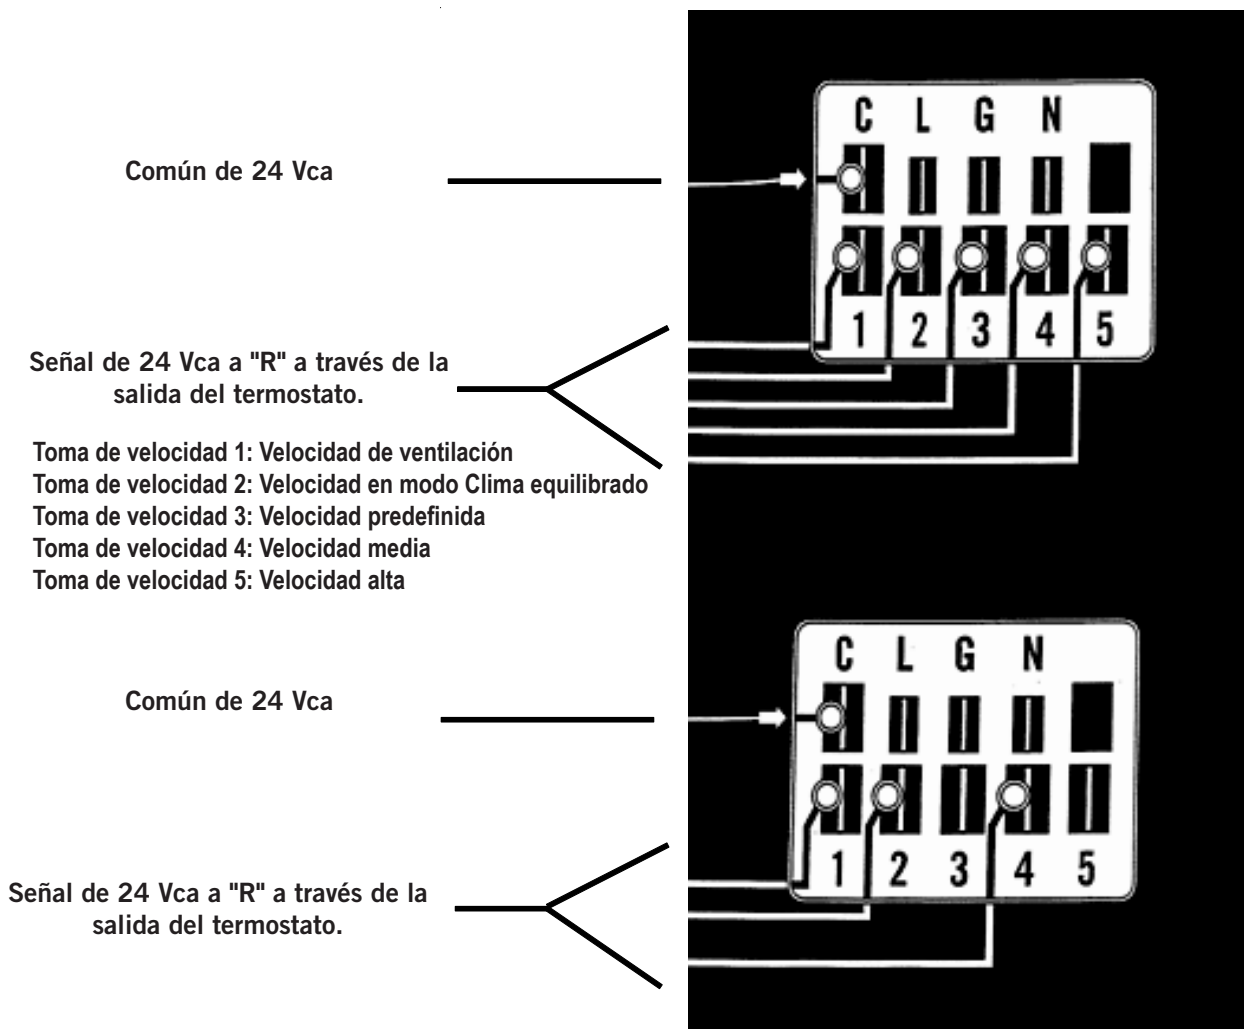 C L G N
Común de 24 Vca
1 2 3 4 5
Señal de 24 Vca a "R" a través de la
salida del termostato.
Toma de velocidad 1: Velocidad de ventilación
Toma de velocidad 2: Velocidad en modo Clima equilibrado
Toma de velocidad 3: Velocidad predefinida
Toma de velocidad 4: Velocidad media
Toma de velocidad 5: Velocidad alta
C L G N
Común de 24 Vca
1 2 3 4 5
Señal de 24 Vca a "R" a través de la
salida del termostato.